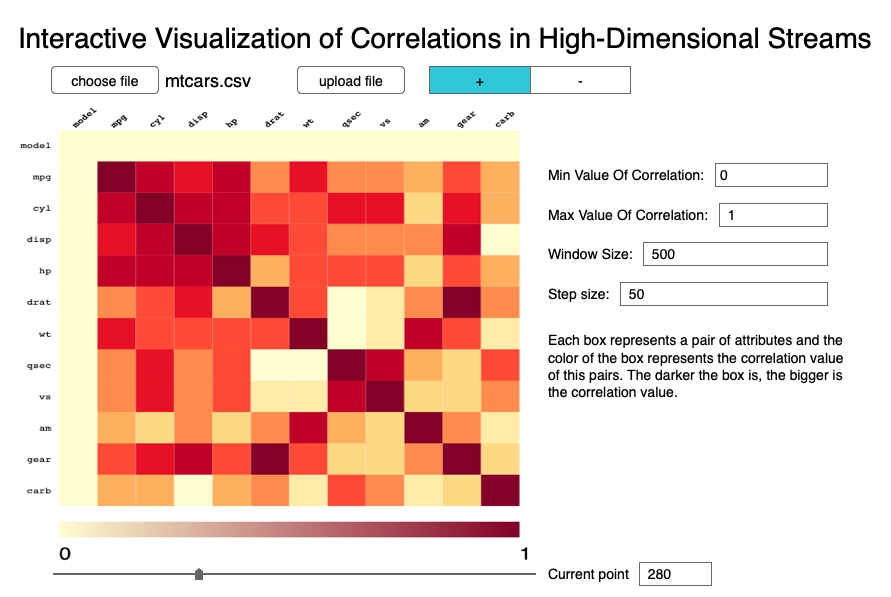 Interactive Visualization of Correlations in High-Dimensional Streams
choose file mtcars.csv upload file + -
model mpg cyl disp hp drat wt qsec vs am gear carb
model
mpg
cyl
disp
hp
drat
wt
qsec
vs
am
gear
carb
0 1
Min Value Of Correlation: 0
Max Value Of Correlation: 1
Window Size: 500
Step size: 50
Each box represents a pair of attributes and the
color of the box represents the correlation value
of this pairs. The darker the box is, the bigger is
the correlation value.
Current point 280